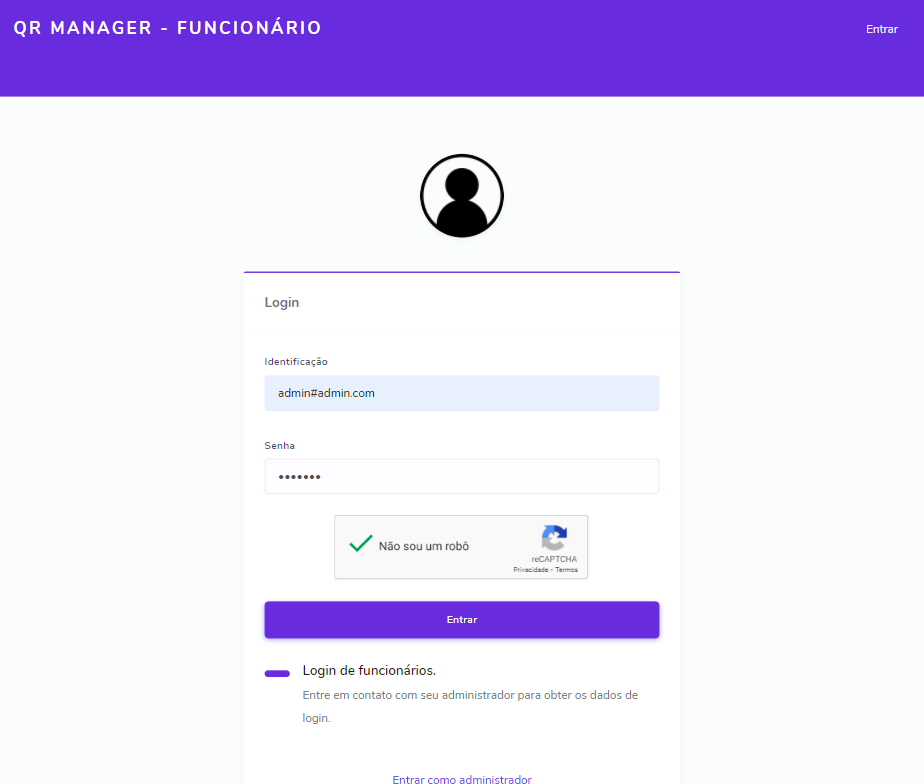 QR MANAGER - FUNCIONÁRIO
Entrar
Login
Identificação
admin#admin.com
Senha
•••••••
Não sou um robô
reCAPTCHA
Privacidade - Termos
Entrar
Login de funcionários.
Entre em contato com seu administrador para obter os dados de
login.
Entrar como administrador